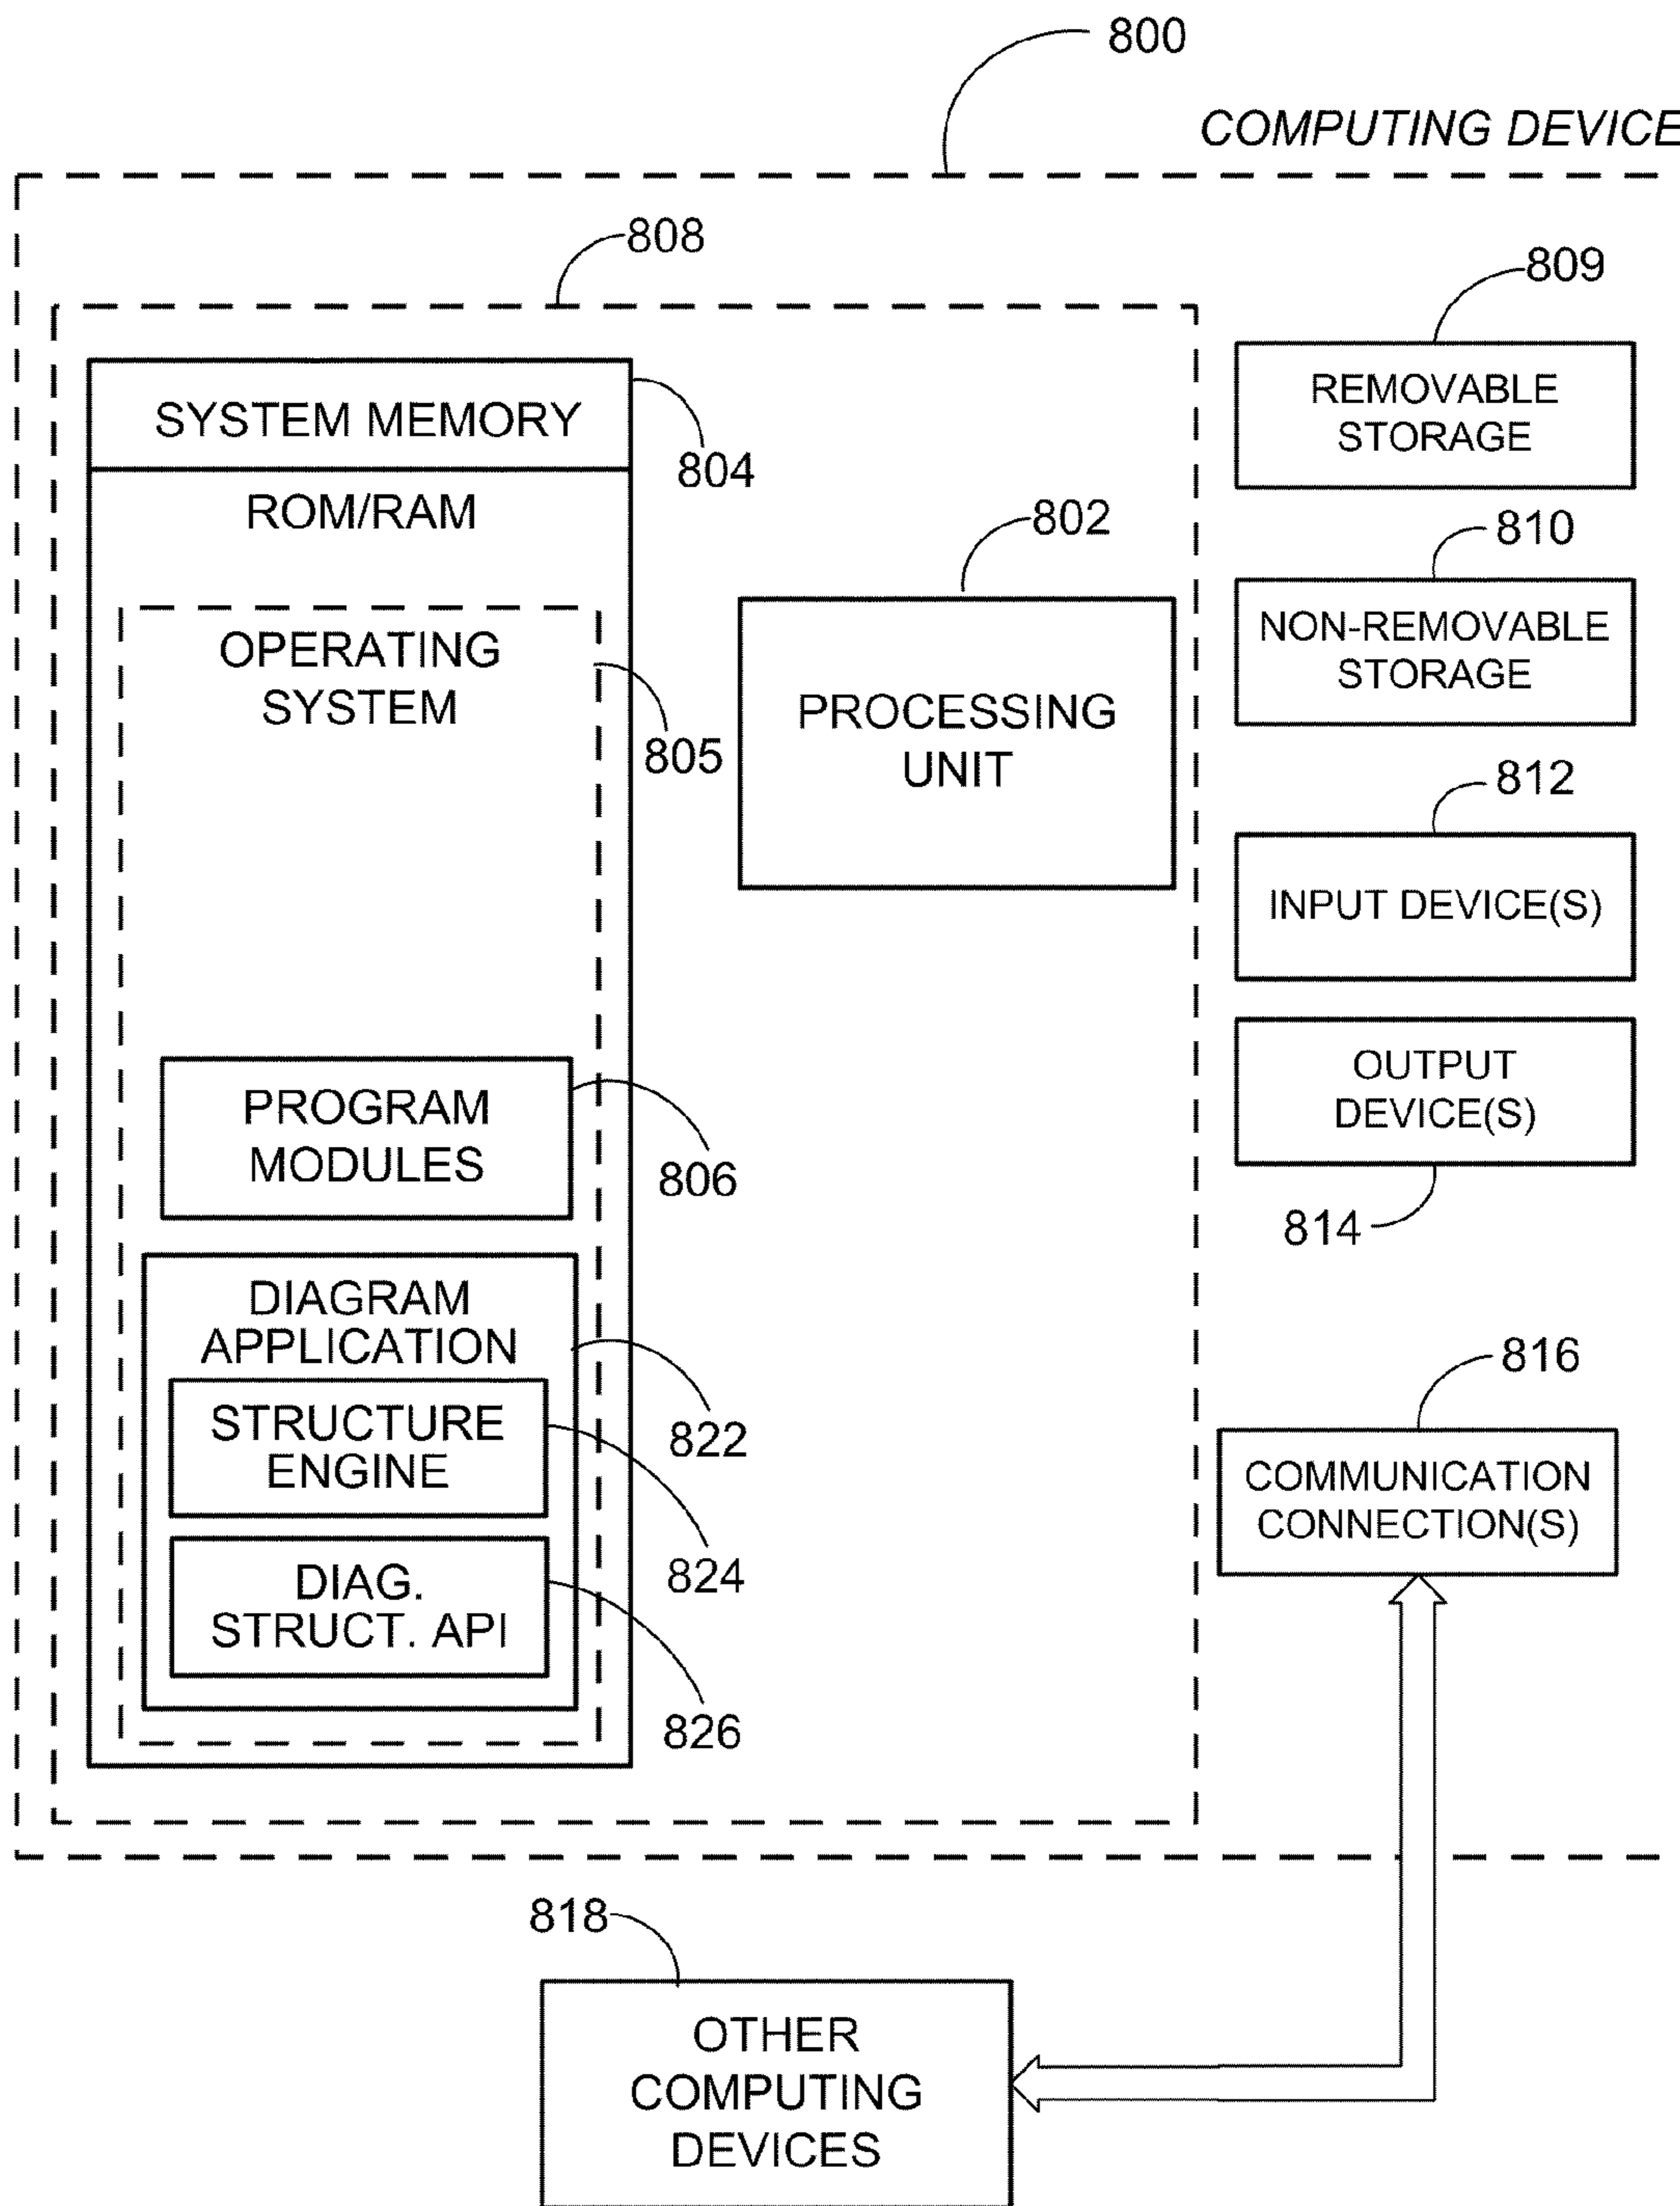 800
COMPUTING DEVICE
808
809
SYSTEM MEMORY
804
ROM/RAM
REMOVABLE
STORAGE
802
810
OPERATING
SYSTEM
805
PROCESSING
UNIT
NON-REMOVABLE
STORAGE
812
INPUT DEVICE(S)
PROGRAM
MODULES
806
OUTPUT
DEVICE(S)
814
DIAGRAM
APPLICATION
822
816
STRUCTURE
ENGINE
824
COMMUNICATION
CONNECTION(S)
DIAG.
STRUCT. API
826
818
OTHER
COMPUTING
DEVICES